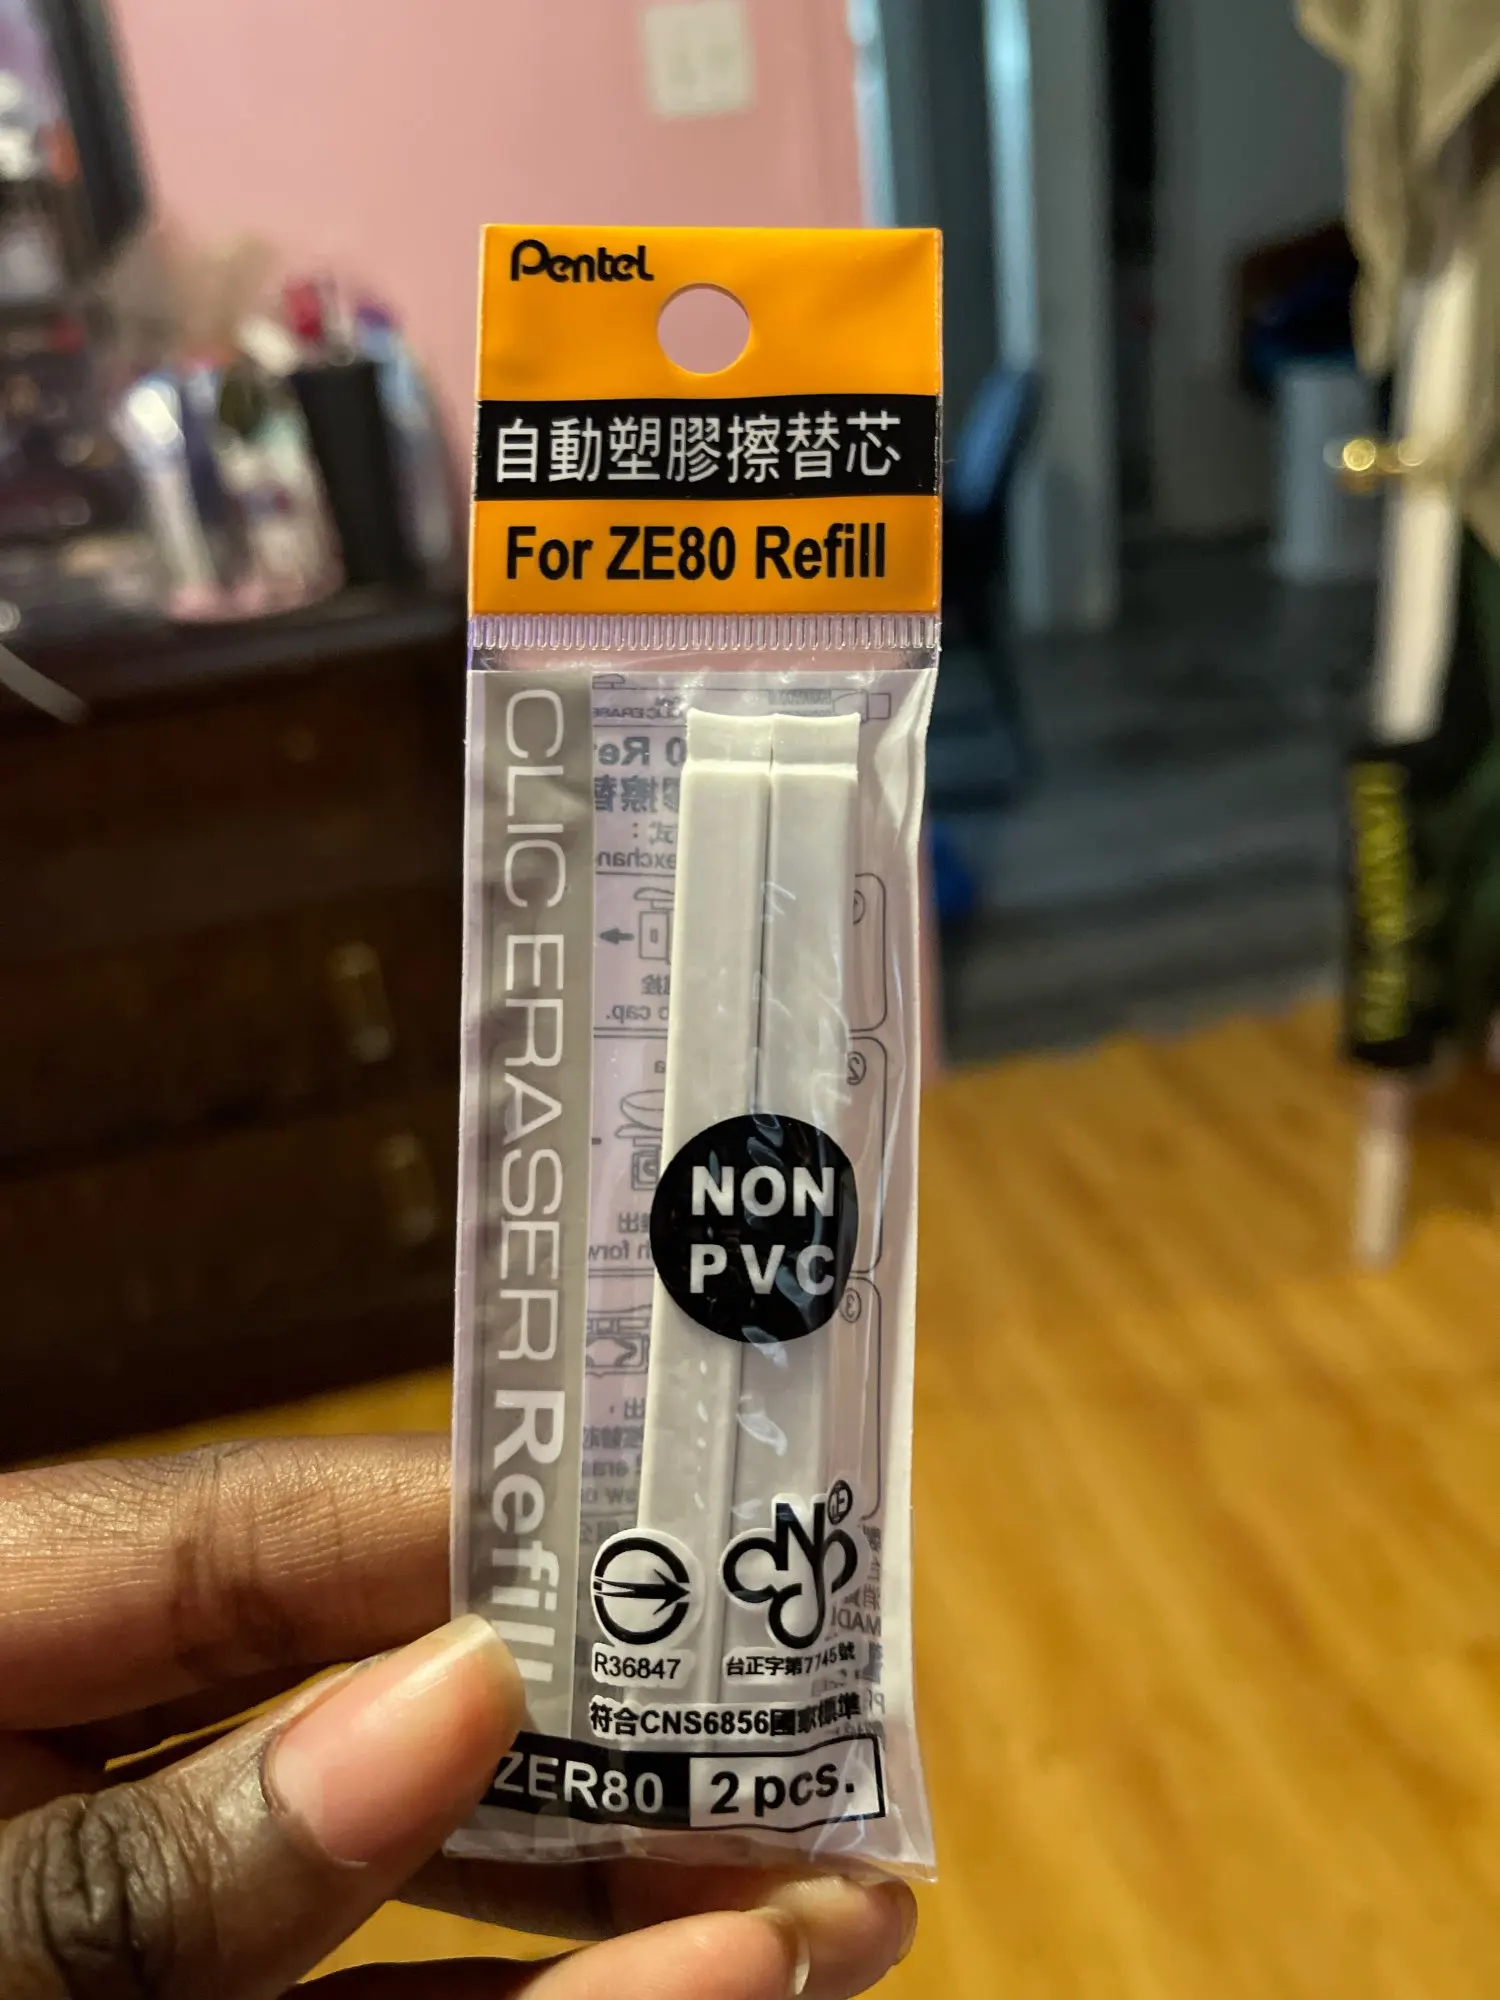 Pentel
自動塑膠擦替芯
For ZE80 Refill
CLIC ERASER Refill
NON
PVC
R36847
台正字第7745號
符合CNS6856國家標準
ZER80 2 pcs.